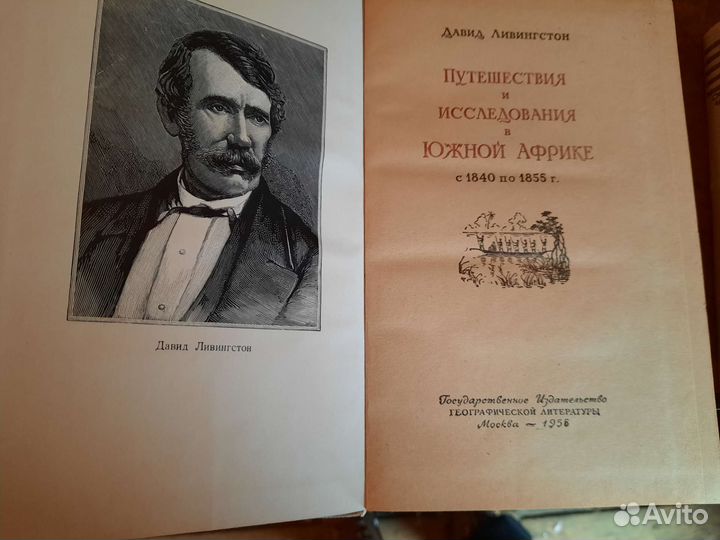 Давид Ливингстон
Давид Ливингстон
Путешествия
и
исследования
в
Южной Африке
с 1840 по 1855 г.
Государственное Издательство
географической литературы
Москва — 1956
Avito